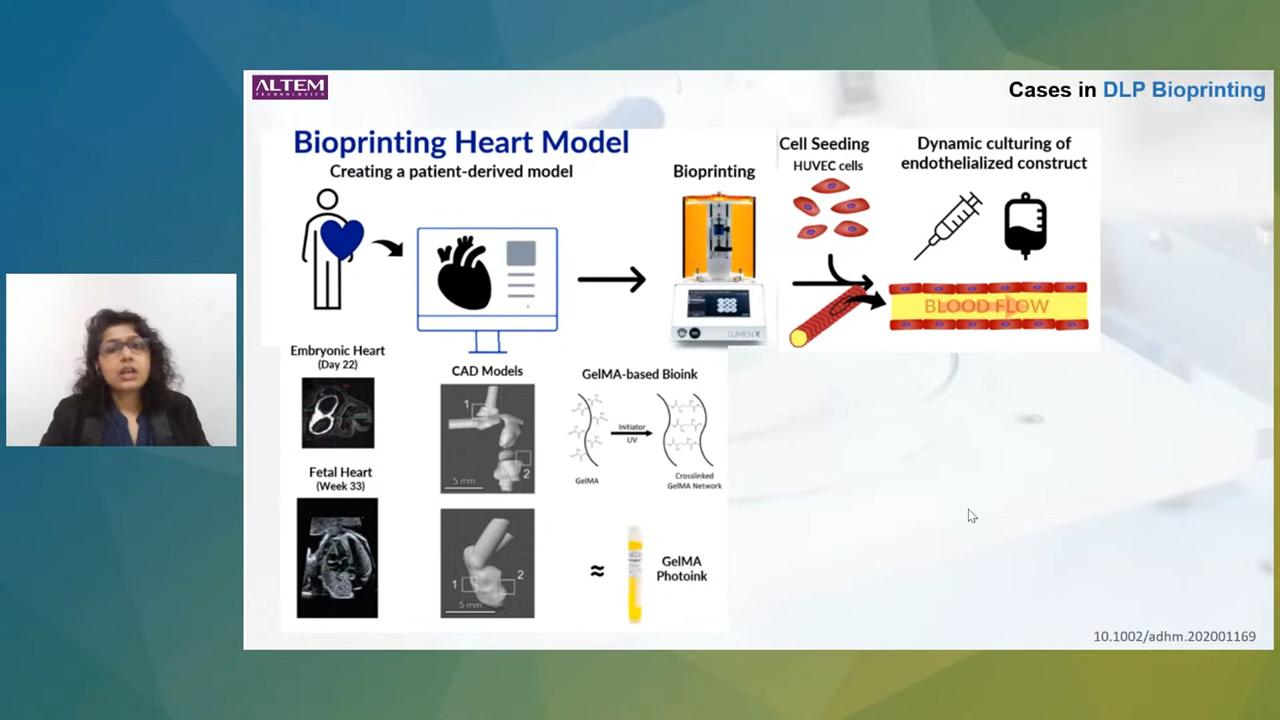 ALTEM
TECHNOLOGIES
Cases in DLP Bioprinting
Bioprinting Heart Model
Creating a patient-derived model
Bioprinting
Cell Seeding
HUVEC cells
Dynamic culturing of
endothelialized construct
LUMEN X
BLOOD FLOW
Embryonic Heart
(Day 22)
CAD Models
1
2
5 mm
GelMA-based Bioink
Initiator
UV
GelMA
Crosslinked
GelMA Network
Fetal Heart
(Week 33)
1
2
5 mm
≈
GelMA
Photoink
10.1002/adhm.202001169